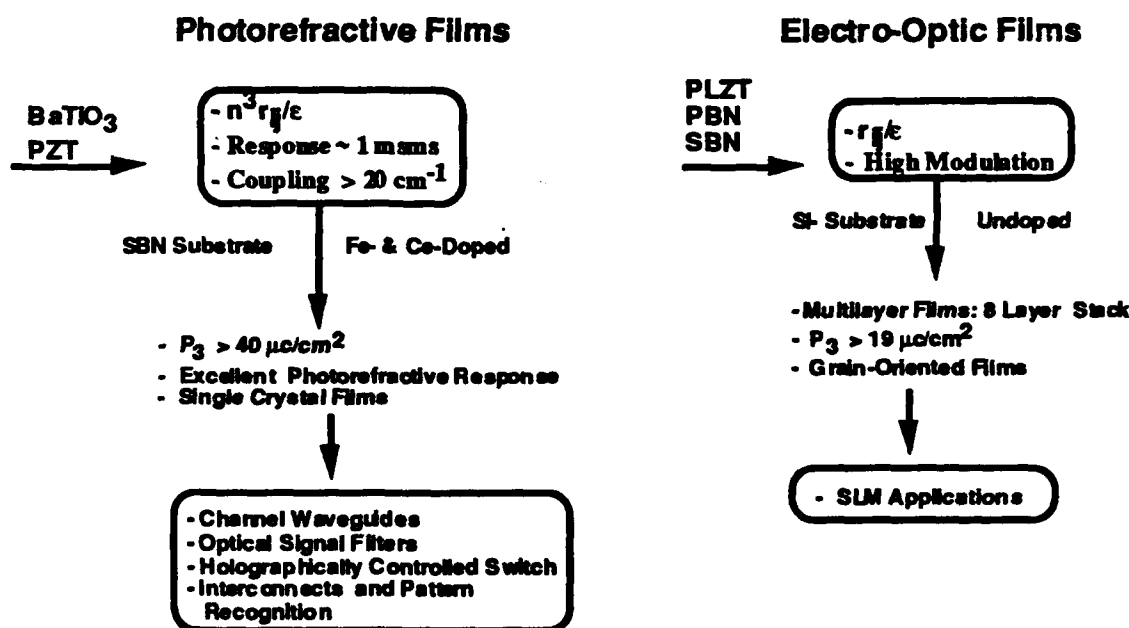 Photorefractive Films
BaTiO3
PZT
- n³rij/ε
- Response ~ 1 msms
- Coupling > 20 cm⁻¹
SBN Substrate
Fe- & Ce-Doped
- P3 > 40 μc/cm²
- Excellent Photorefractive Response
- Single Crystal Films
- Channel Waveguides
- Optical Signal Filters
- Holographically Controlled Switch
- Interconnects and Pattern
Recognition
Electro-Optic Films
PLZT
PBN
SBN
- rij/ε
- High Modulation
Si- Substrate
Undoped
- Multilayer Films: 8 Layer Stack
- P3 > 19 μc/cm²
- Grain-Oriented Films
- SLM Applications